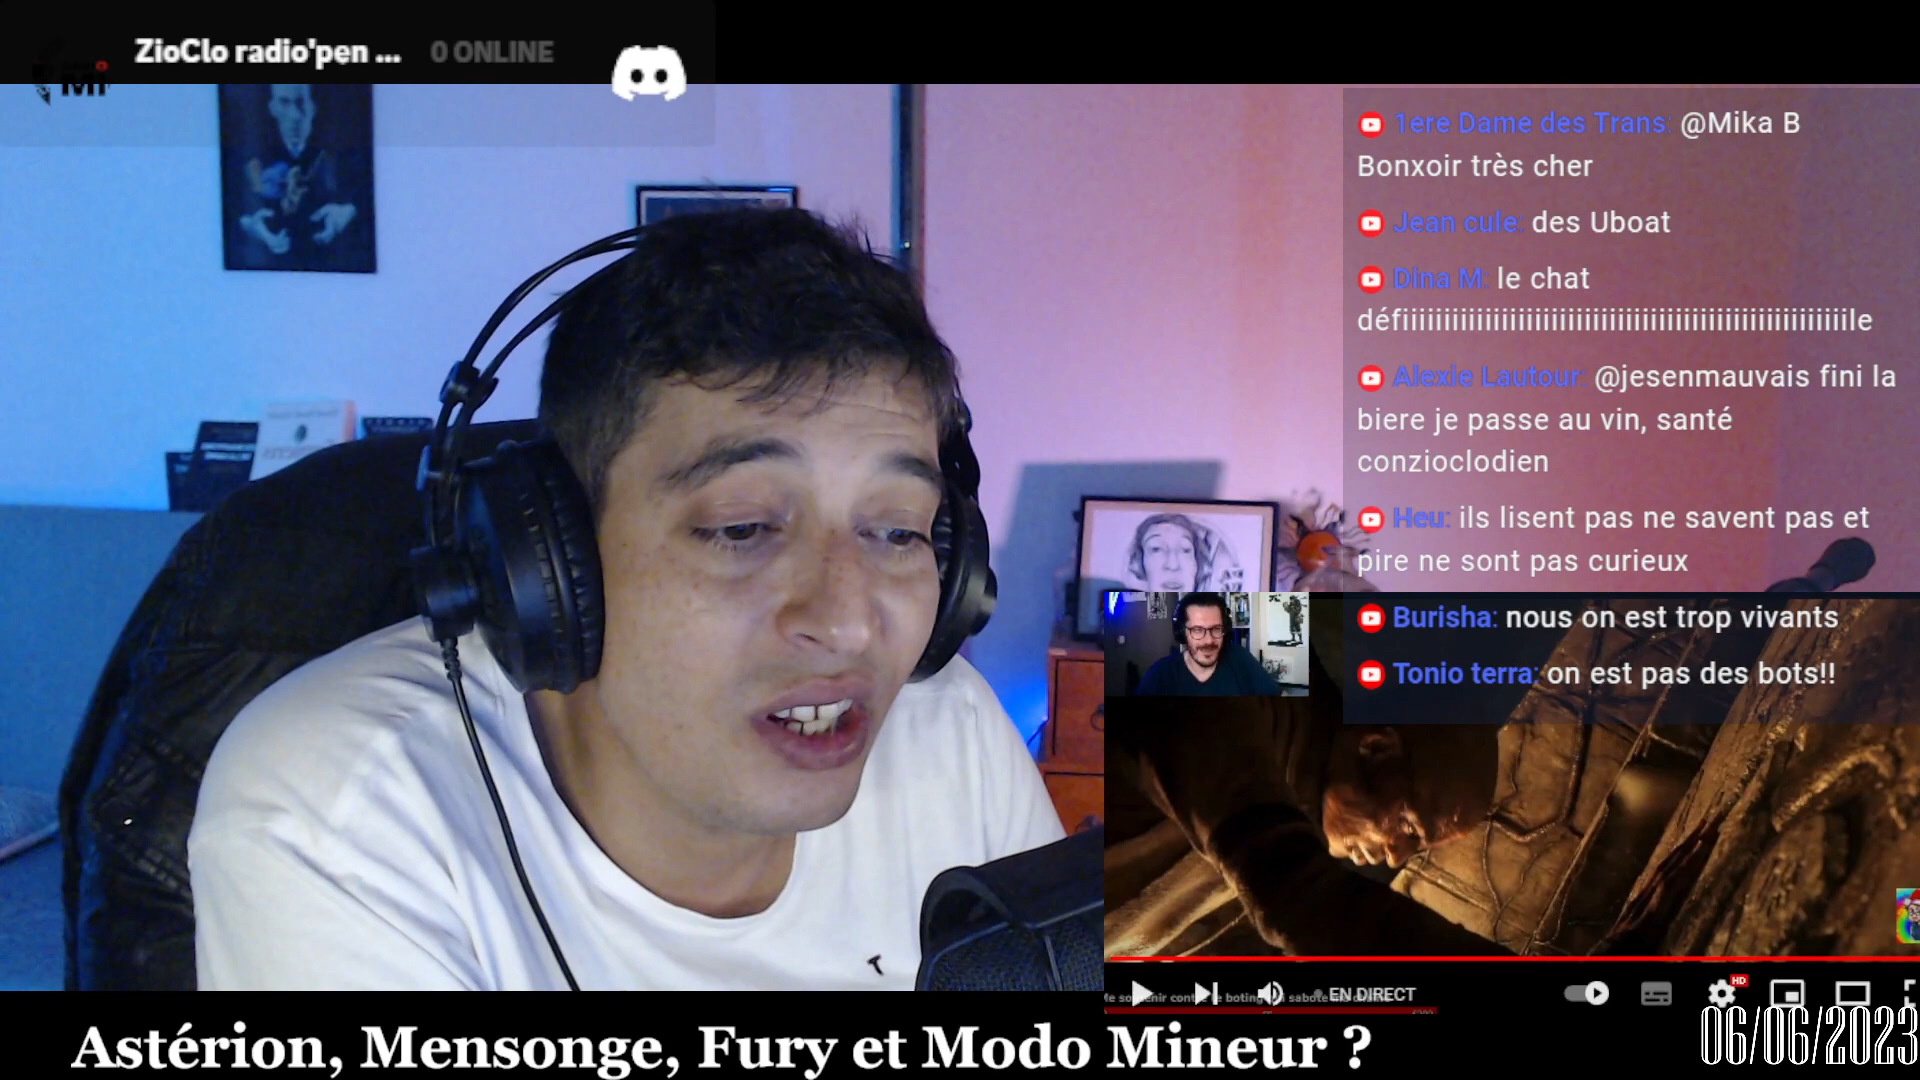 ZioClo radio'pen ... 0 ONLINE
Mi
1ere Dame des Trans: @Mika B
Bonxoir très cher
Jean cule: des Uboat
Dina M: le chat
défiiiiiiiiiiiiiiiiiiiiiiiiiiiiiiiiiiiiiiiiiiiiiiiiiiiiiile
Alexie Lautour: @jesenmauvais fini la
biere je passe au vin, santé
conzioclodien
Heu: ils lisent pas ne savent pas et
pire ne sont pas curieux
Burisha: nous on est trop vivants
Tonio terra: on est pas des bots!!
EN DIRECT
HD
06/06/2023
Astérion, Mensonge, Fury et Modo Mineur ?